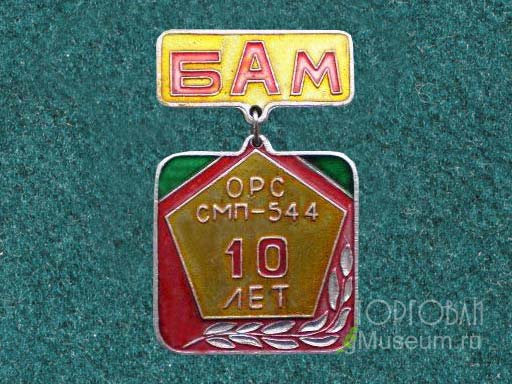 БАМ
ОРС
СМП-544
10
ЛЕТ
ТОРГОВАЯ
Museum.ru